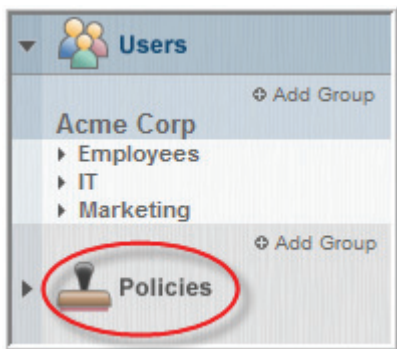 Users
Add Group
Acme Corp
Employees
IT
Marketing
Add Group
Policies